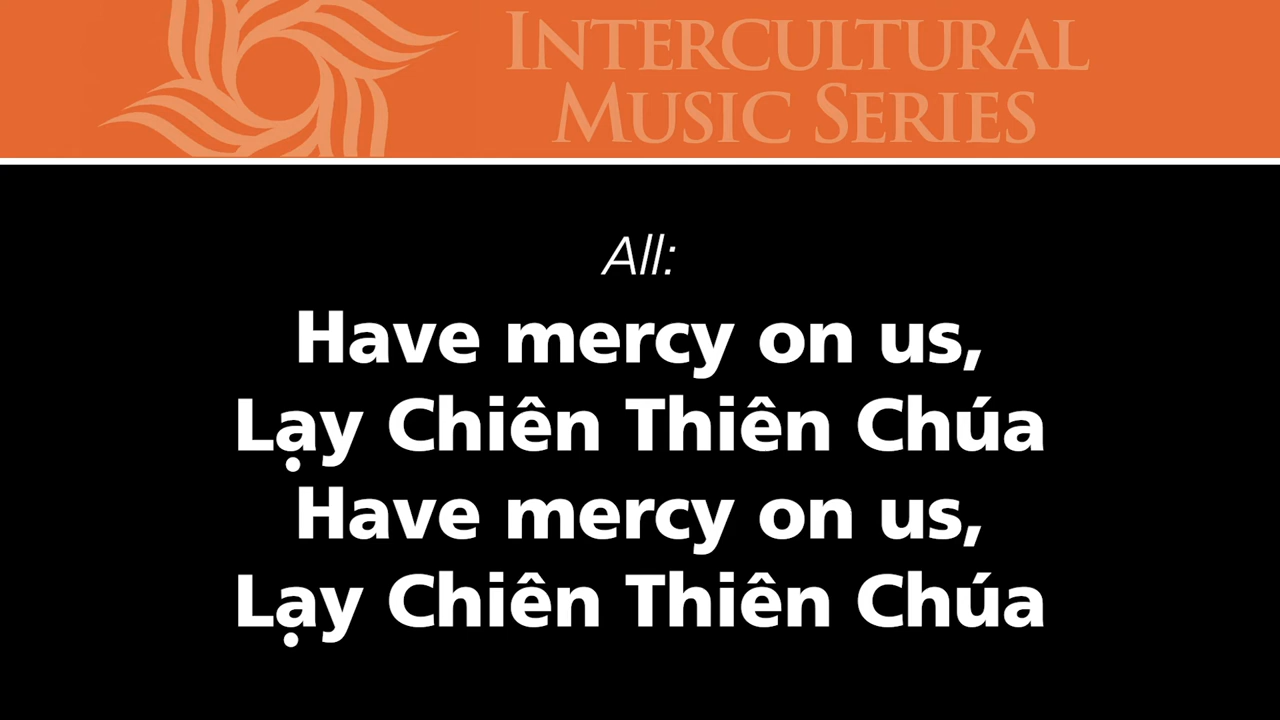 INTERCULTURAL
MUSIC SERIES
All:
Have mercy on us,
Lạy Chiên Thiên Chúa
Have mercy on us,
Lạy Chiên Thiên Chúa